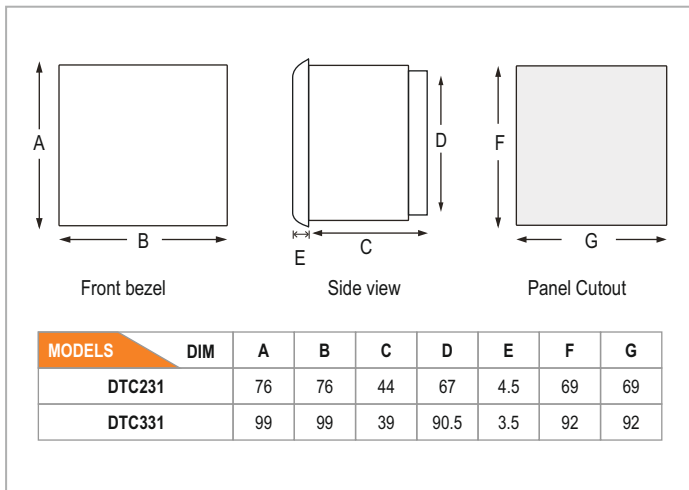 A
B
Front bezel
E
C
D
Side view
F
G
Panel Cutout
MODELS DIM A B C D E F G
DTC231 76 76 44 67 4.5 69 69
DTC331 99 99 39 90.5 3.5 92 92